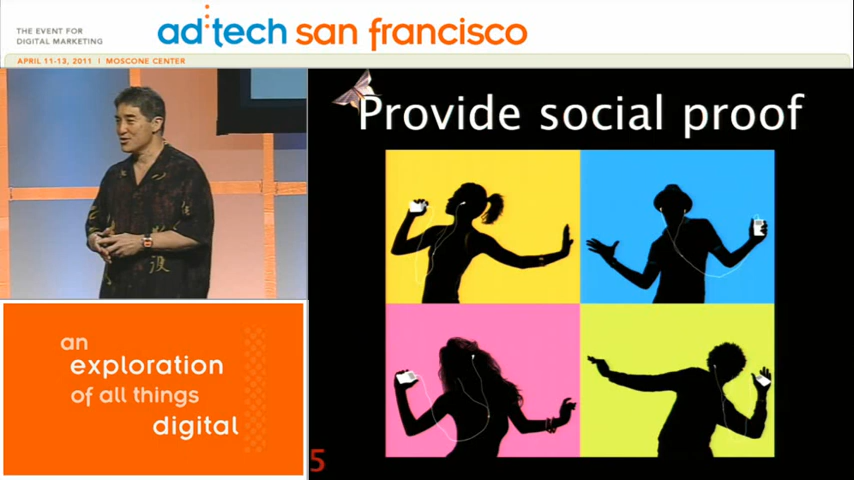 THE EVENT FOR
DIGITAL MARKETING
ad:tech san francisco
APRIL 11-13, 2011 | MOSCONE CENTER
Provide social proof
an
exploration
of all things
digital
5